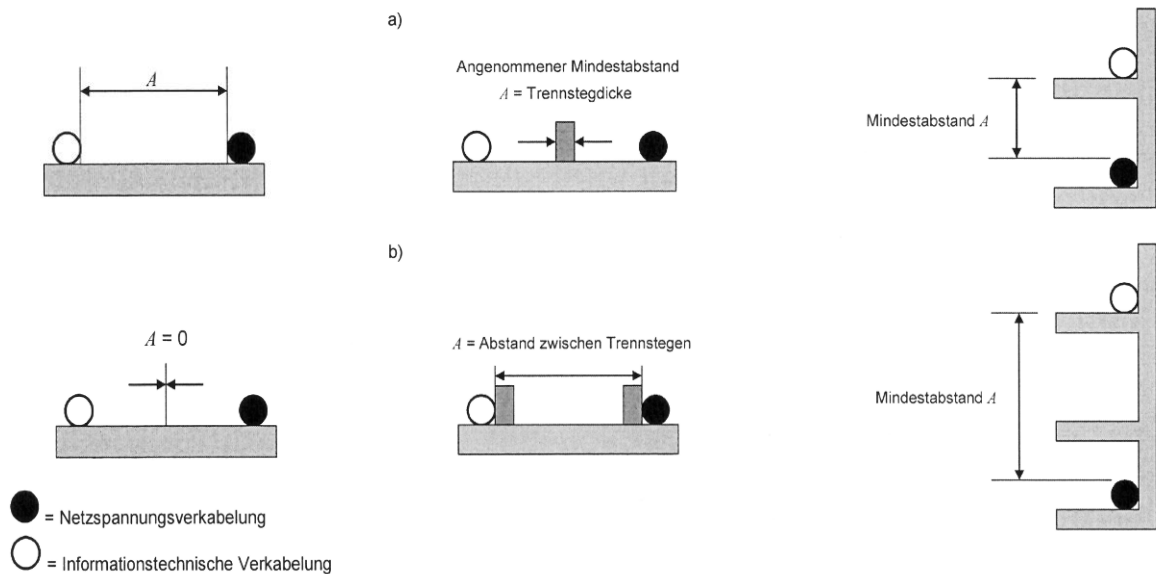 a)
A
Angenommener Mindestabstand
A = Trennstegdicke
Mindestabstand A
b)
A = 0
A = Abstand zwischen Trennstegen
Mindestabstand A
= Netzspannungsverkabelung
= Informationstechnische Verkabelung